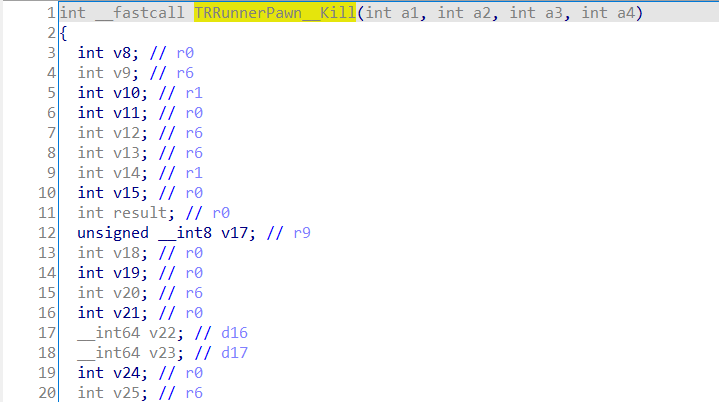 1 int __fastcall TRRunnerPawn__Kill(int a1, int a2, int a3, int a4)
2 {
3 int v8; // r0
4 int v9; // r6
5 int v10; // r1
6 int v11; // r0
7 int v12; // r6
8 int v13; // r6
9 int v14; // r1
10 int v15; // r0
11 int result; // r0
12 unsigned __int8 v17; // r9
13 int v18; // r0
14 int v19; // r0
15 int v20; // r6
16 int v21; // r0
17 __int64 v22; // d16
18 __int64 v23; // d17
19 int v24; // r0
20 int v25; // r6